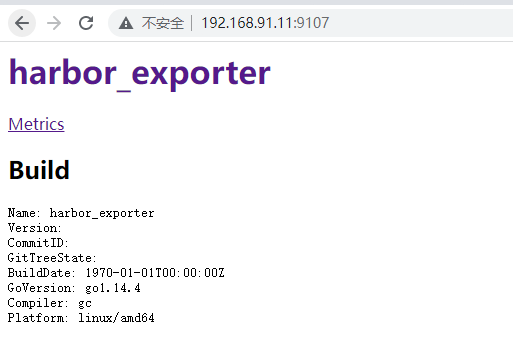 不安全 192.168.91.11:9107
harbor_exporter
Metrics
Build
Name: harbor_exporter
Version:
CommitID:
GitTreeState:
BuildDate: 1970-01-01T00:00:00Z
GoVersion: go1.14.4
Compiler: gc
Platform: linux/amd64